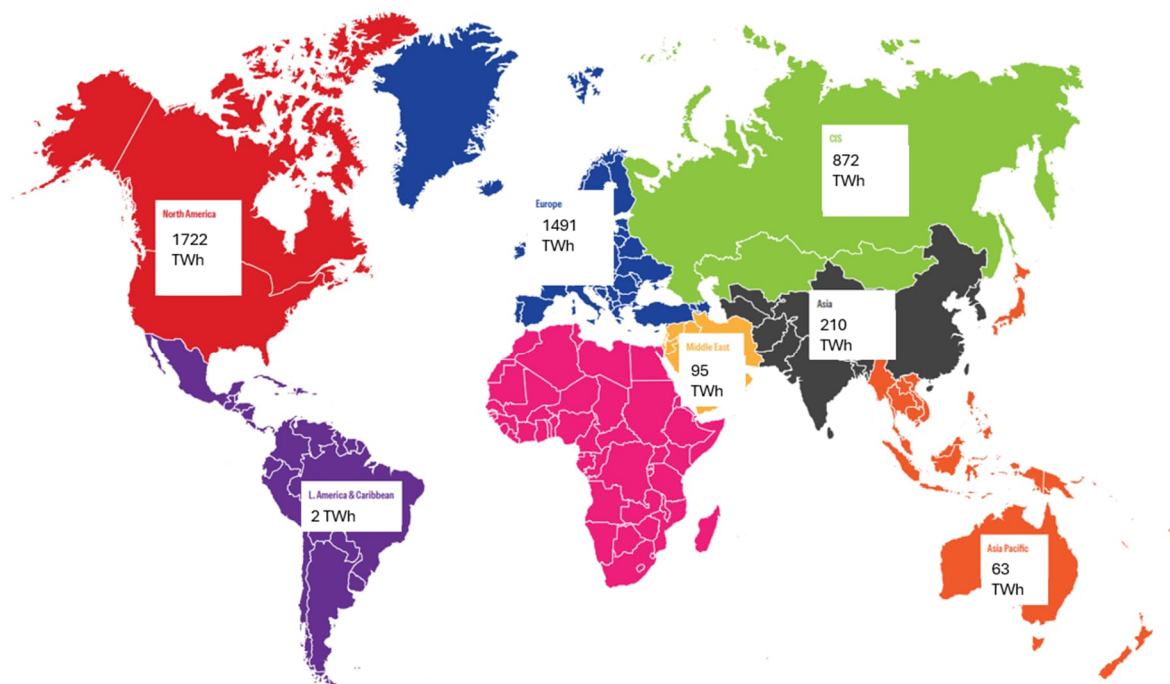 CIS
872
TWh
North America
1722
TWh
Europe
1491
TWh
Asia
210
TWh
Middle East
95
TWh
L. America & Caribbean
2 TWh
Asia Pacific
63
TWh